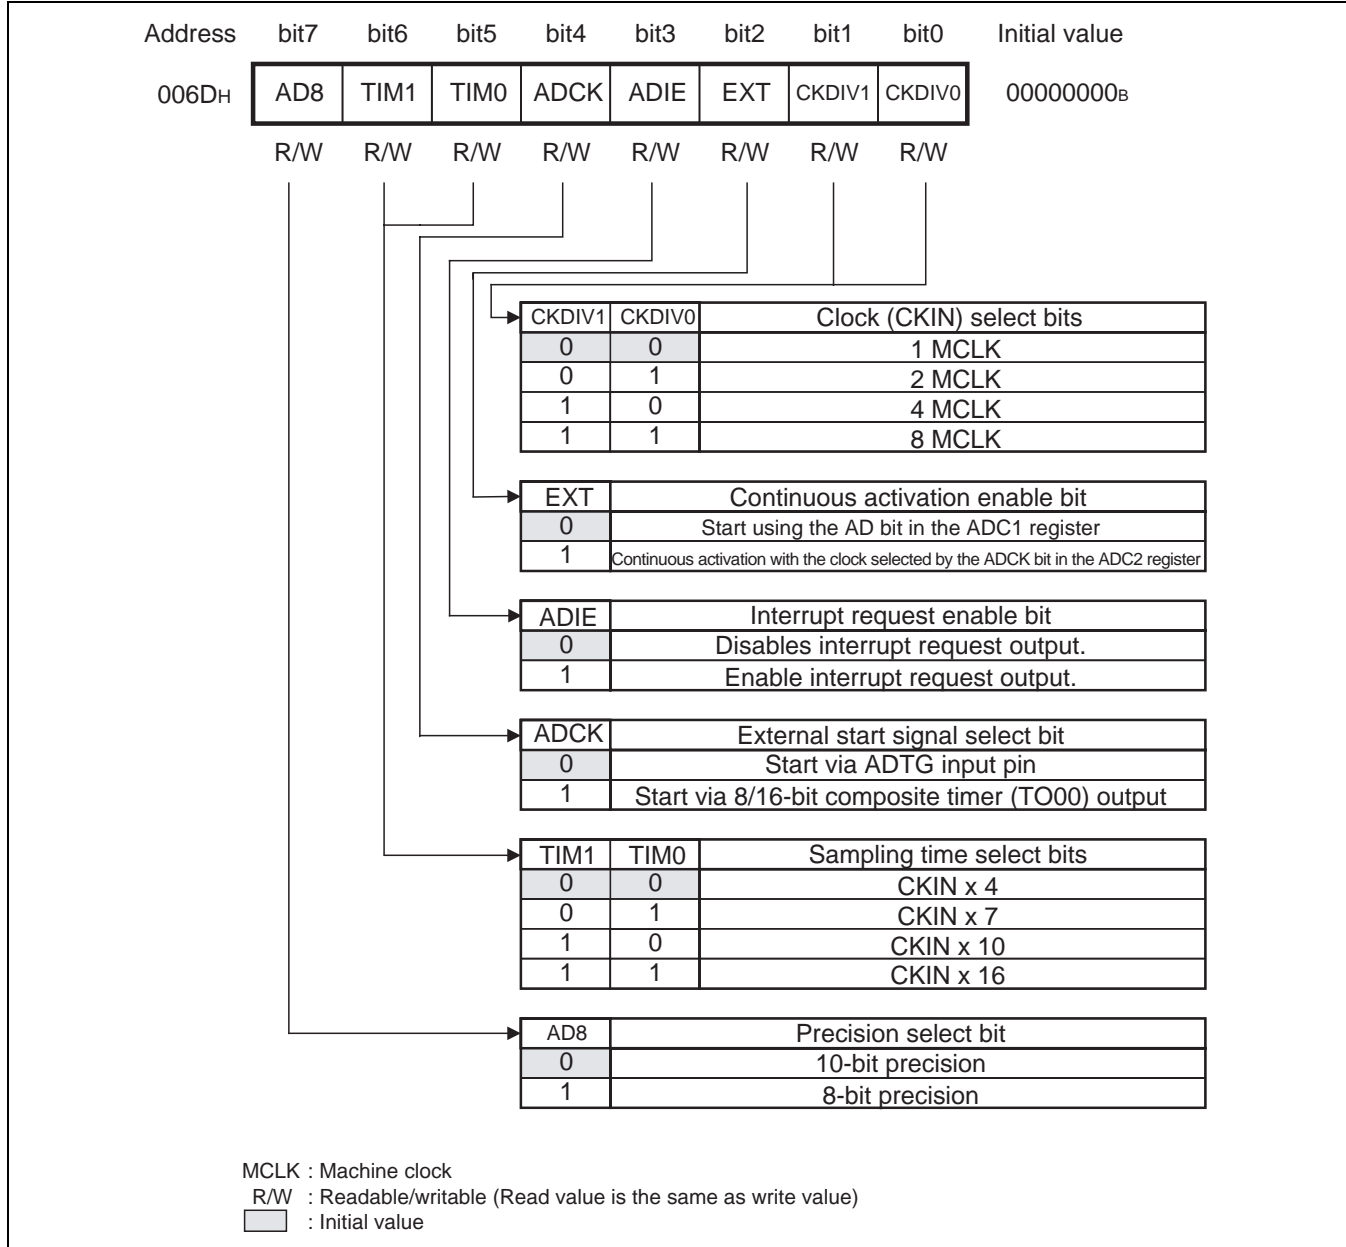 Address bit7 bit6 bit5 bit4 bit3 bit2 bit1 bit0 Initial value
006DH AD8 TIM1 TIM0 ADCK ADIE EXT CKDIV1 CKDIV0 00000000B
R/W R/W R/W R/W R/W R/W R/W R/W
CKDIV1 CKDIV0 Clock (CKIN) select bits
0 0 1 MCLK
0 1 2 MCLK
1 0 4 MCLK
1 1 8 MCLK
EXT Continuous activation enable bit
0 Start using the AD bit in the ADC1 register
1 Continuous activation with the clock selected by the ADCK bit in the ADC2 register
ADIE Interrupt request enable bit
0 Disables interrupt request output.
1 Enable interrupt request output.
ADCK External start signal select bit
0 Start via ADTG input pin
1 Start via 8/16-bit composite timer (TO00) output
TIM1 TIM0 Sampling time select bits
0 0 CKIN x 4
0 1 CKIN x 7
1 0 CKIN x 10
1 1 CKIN x 16
AD8 Precision select bit
0 10-bit precision
1 8-bit precision
MCLK : Machine clock
R/W : Readable/writable (Read value is the same as write value)
: Initial value